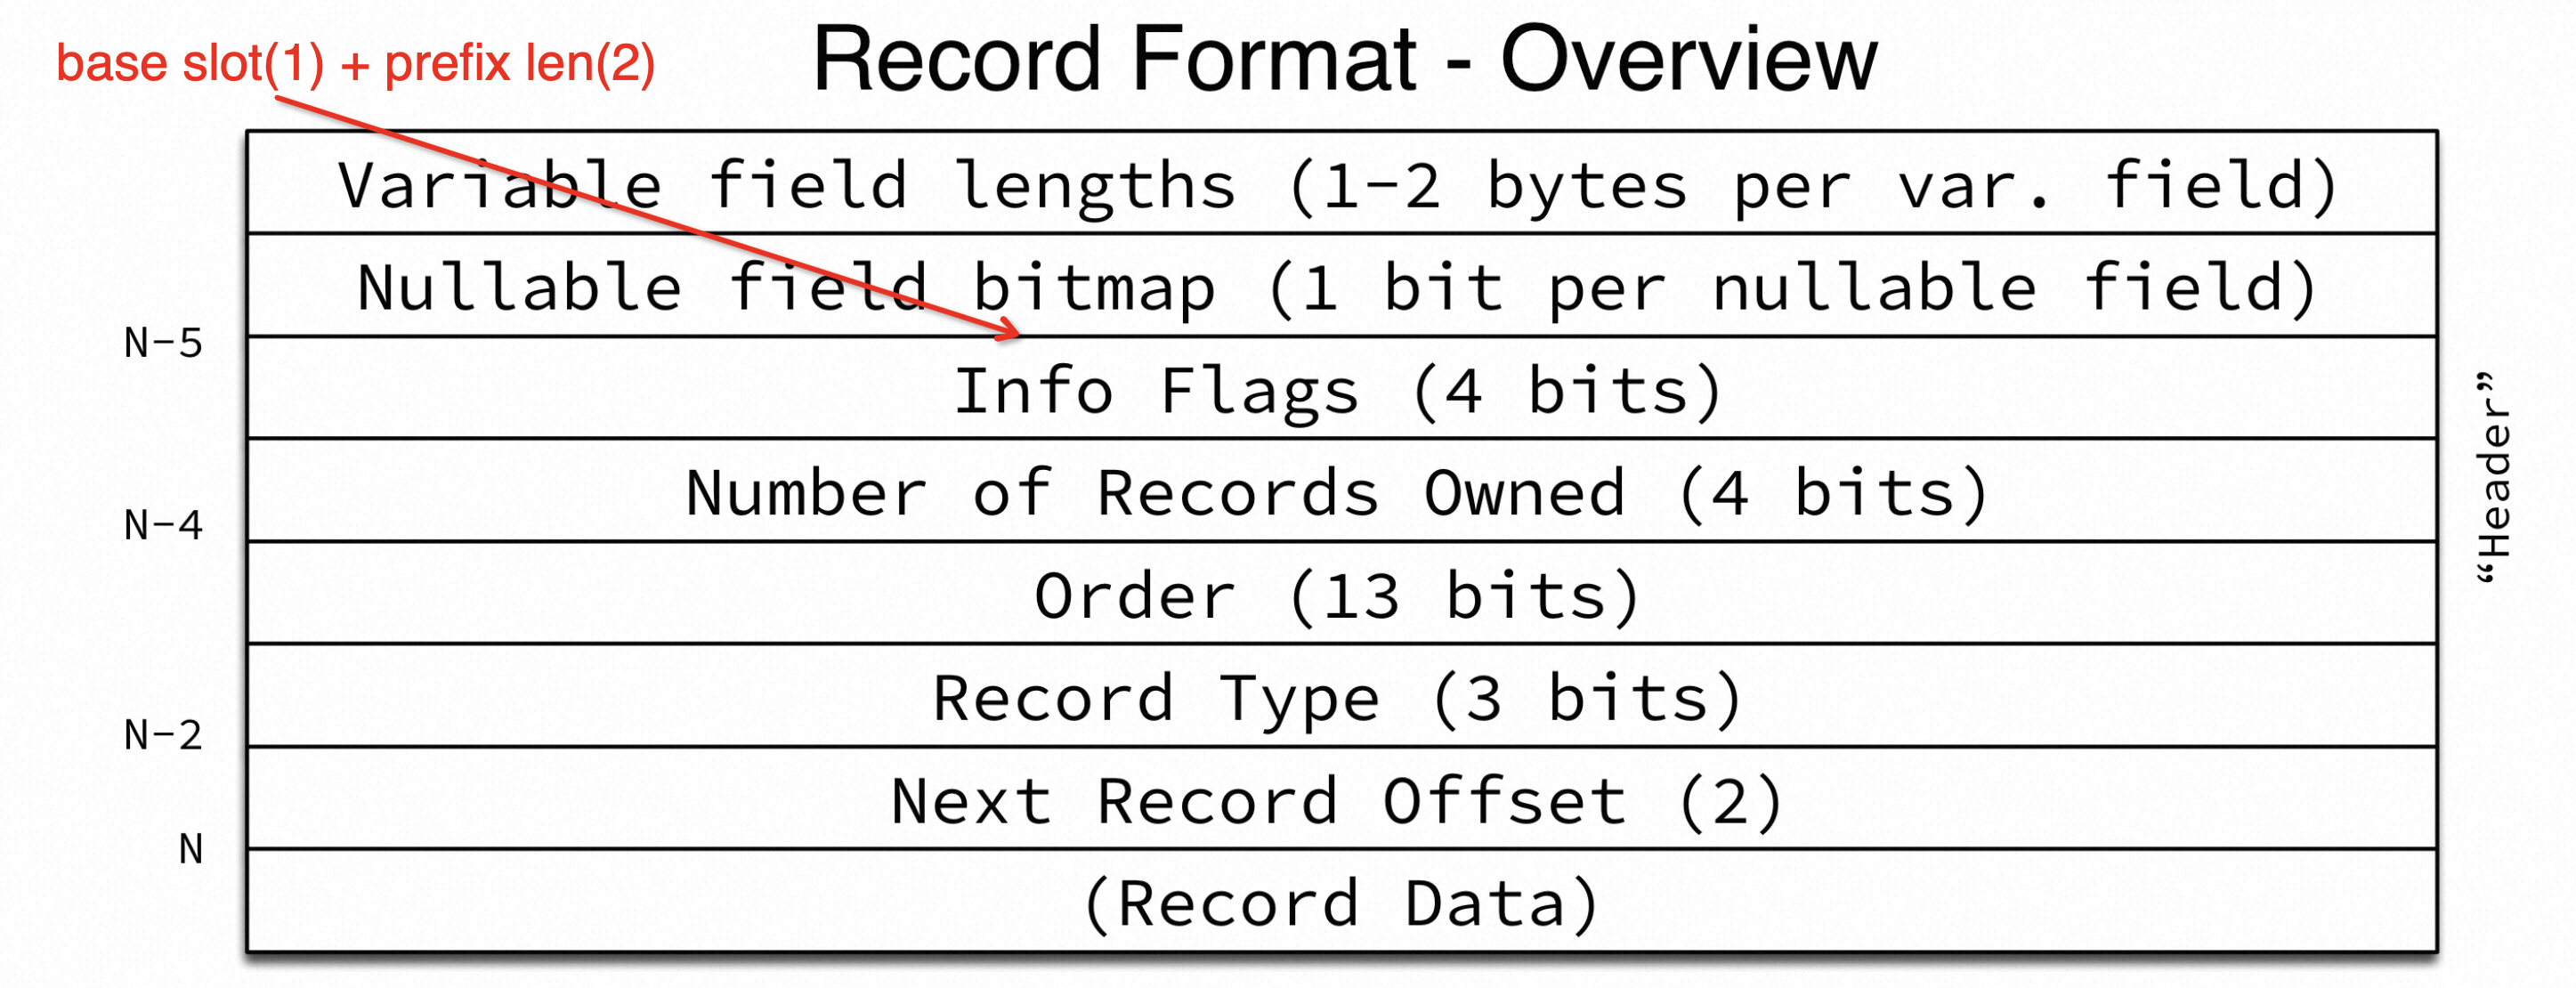 Record Format - Overview
base slot(1) + prefix len(2)
Variable field lengths (1-2 bytes per var. field)
Nullable field bitmap (1 bit per nullable field)
N-5
Info Flags (4 bits)
Number of Records Owned (4 bits)
N-4
Order (13 bits)
Record Type (3 bits)
N-2
Next Record Offset (2)
N
(Record Data)
“Header”